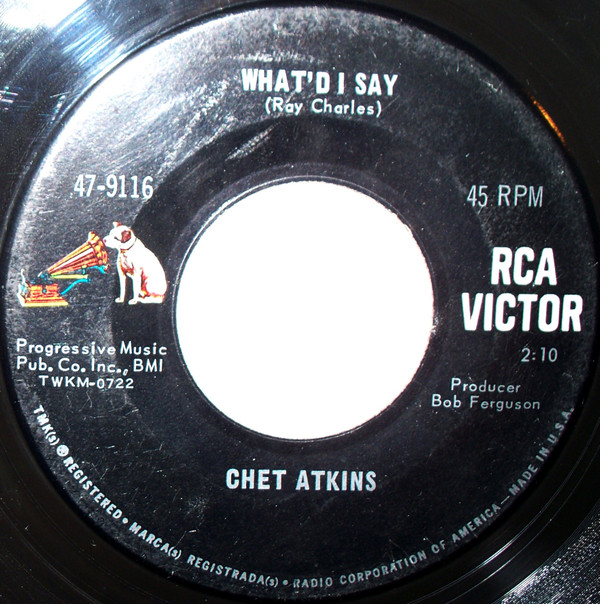 WHAT'D I SAY
(Ray Charles)
47-9116
45 RPM
RCA
VICTOR
Progressive Music
Pub. Co. Inc., BMI
TWKM-0722
2:10
Producer
Bob Ferguson
CHET ATKINS
TMK(s) ® REGISTERED • MARCA(s) REGISTRADA(s) • RADIO CORPORATION OF AMERICA—MADE IN U.S.A.